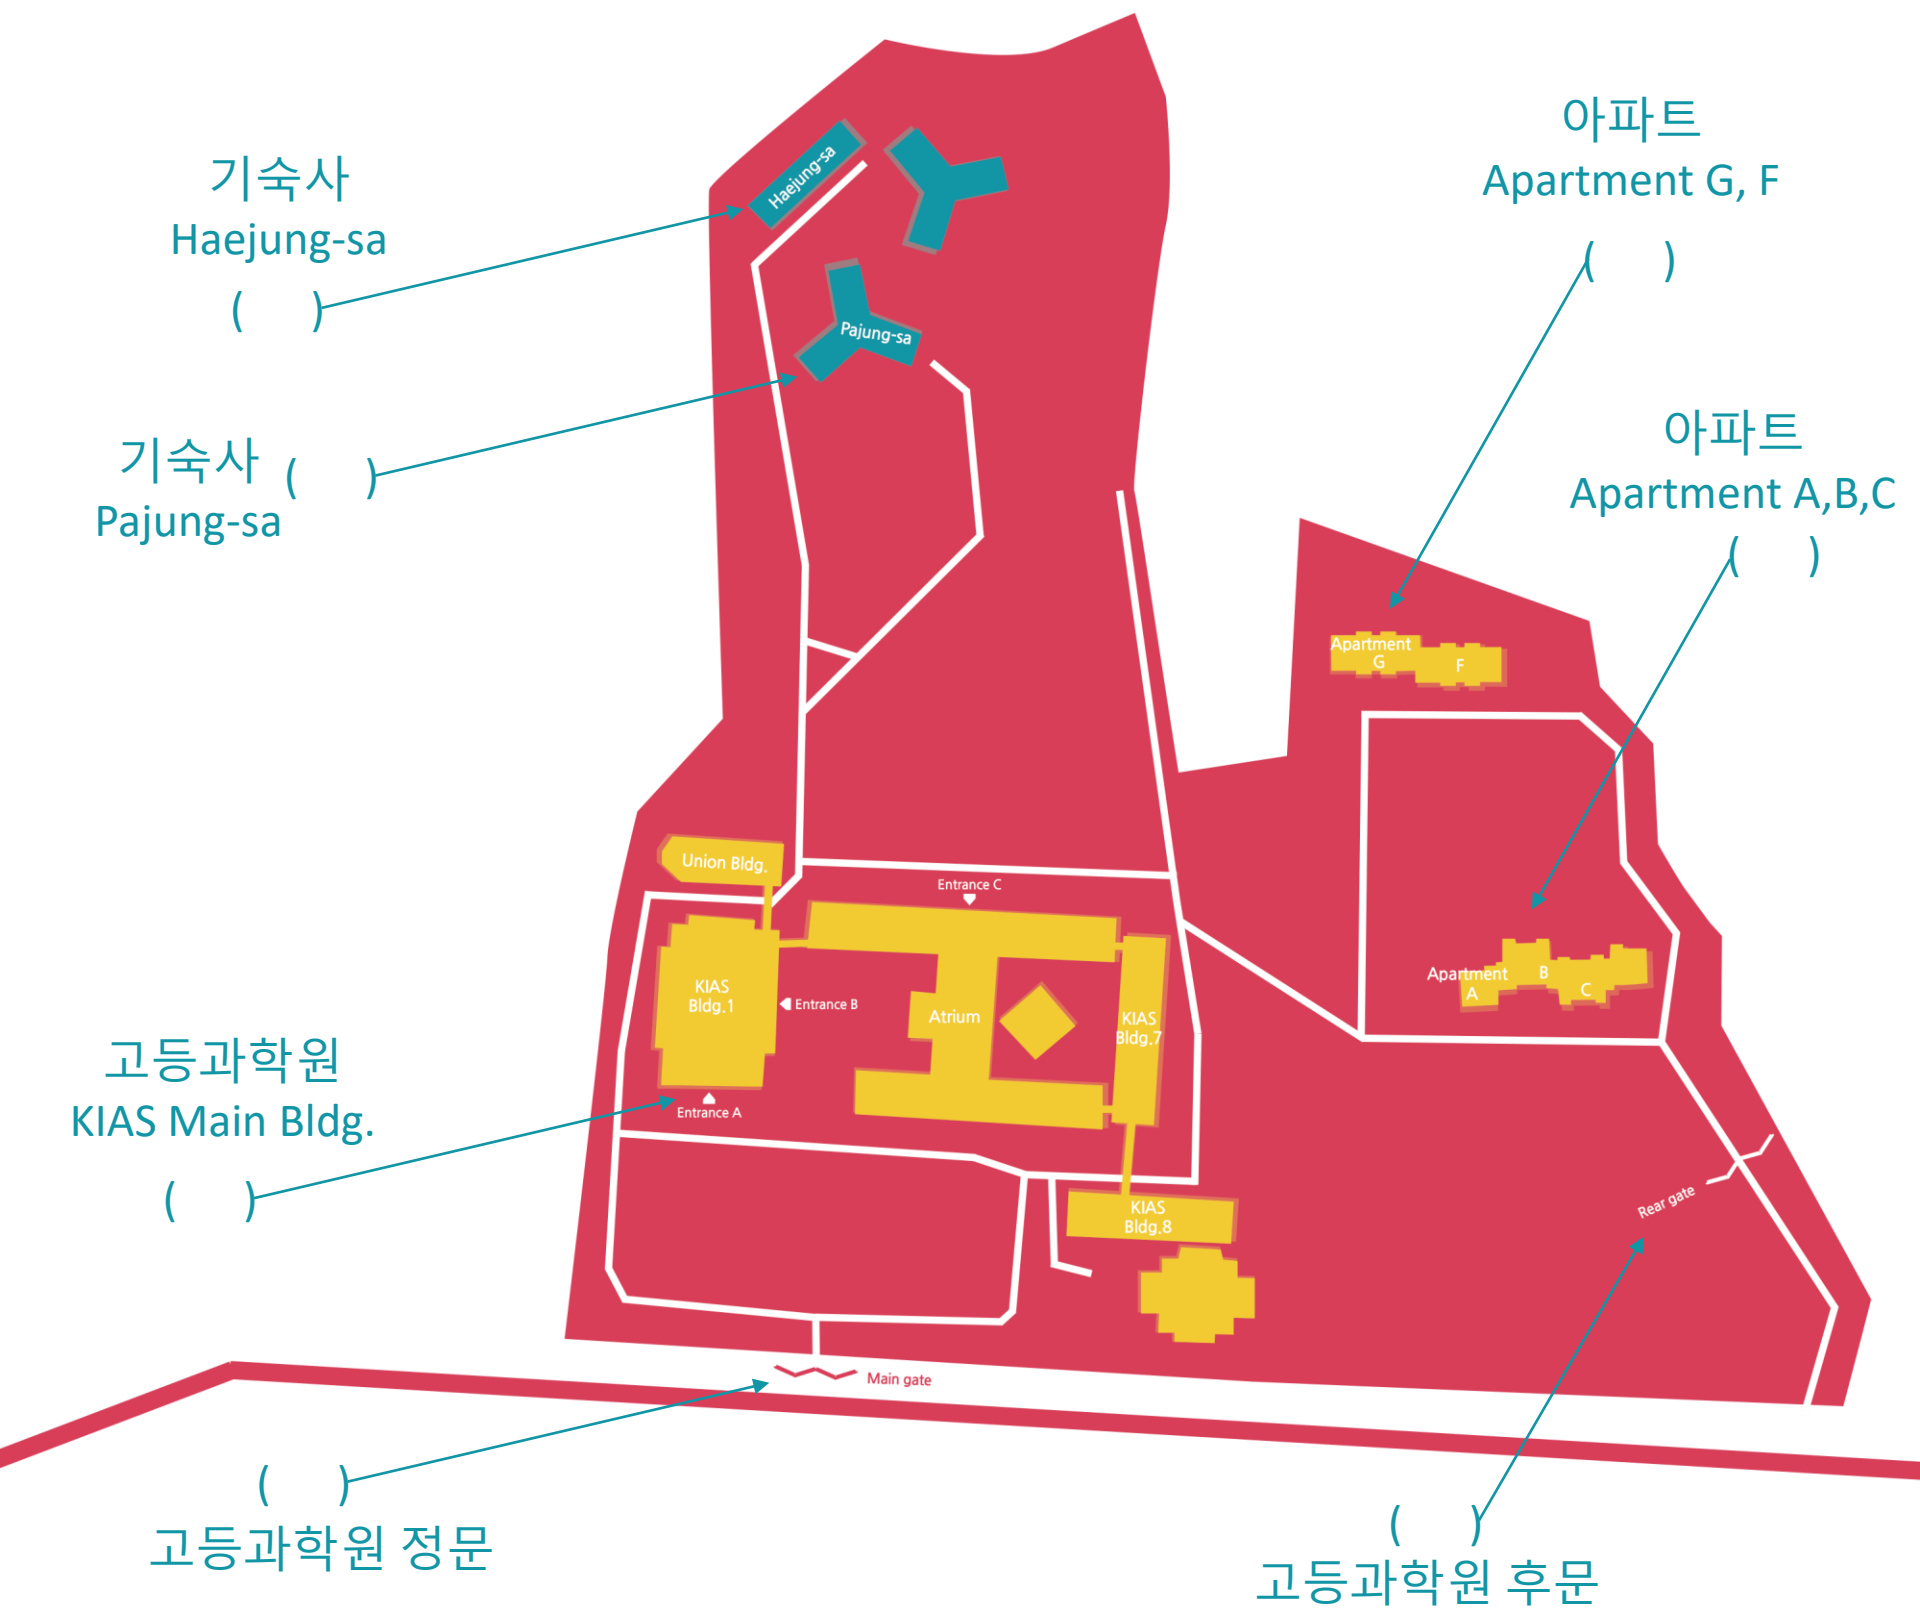 아파트
Apartment G, F
(      )
기숙사
Haejung-sa
(      )
Haejung-sa
Pajung-sa
아파트
Apartment A,B,C
(      )
기숙사 (      )
Pajung-sa
Apartment
G
F
Union Bldg.
Entrance C
KIAS
Bldg.1
Entrance B
Atrium
KIAS
Bldg.7
Apartment
A
B
C
고등과학원
KIAS Main Bldg.
(      )
Entrance A
KIAS
Bldg.8
Rear gate
Main gate
(      )
고등과학원 정문
(      )
고등과학원 후문